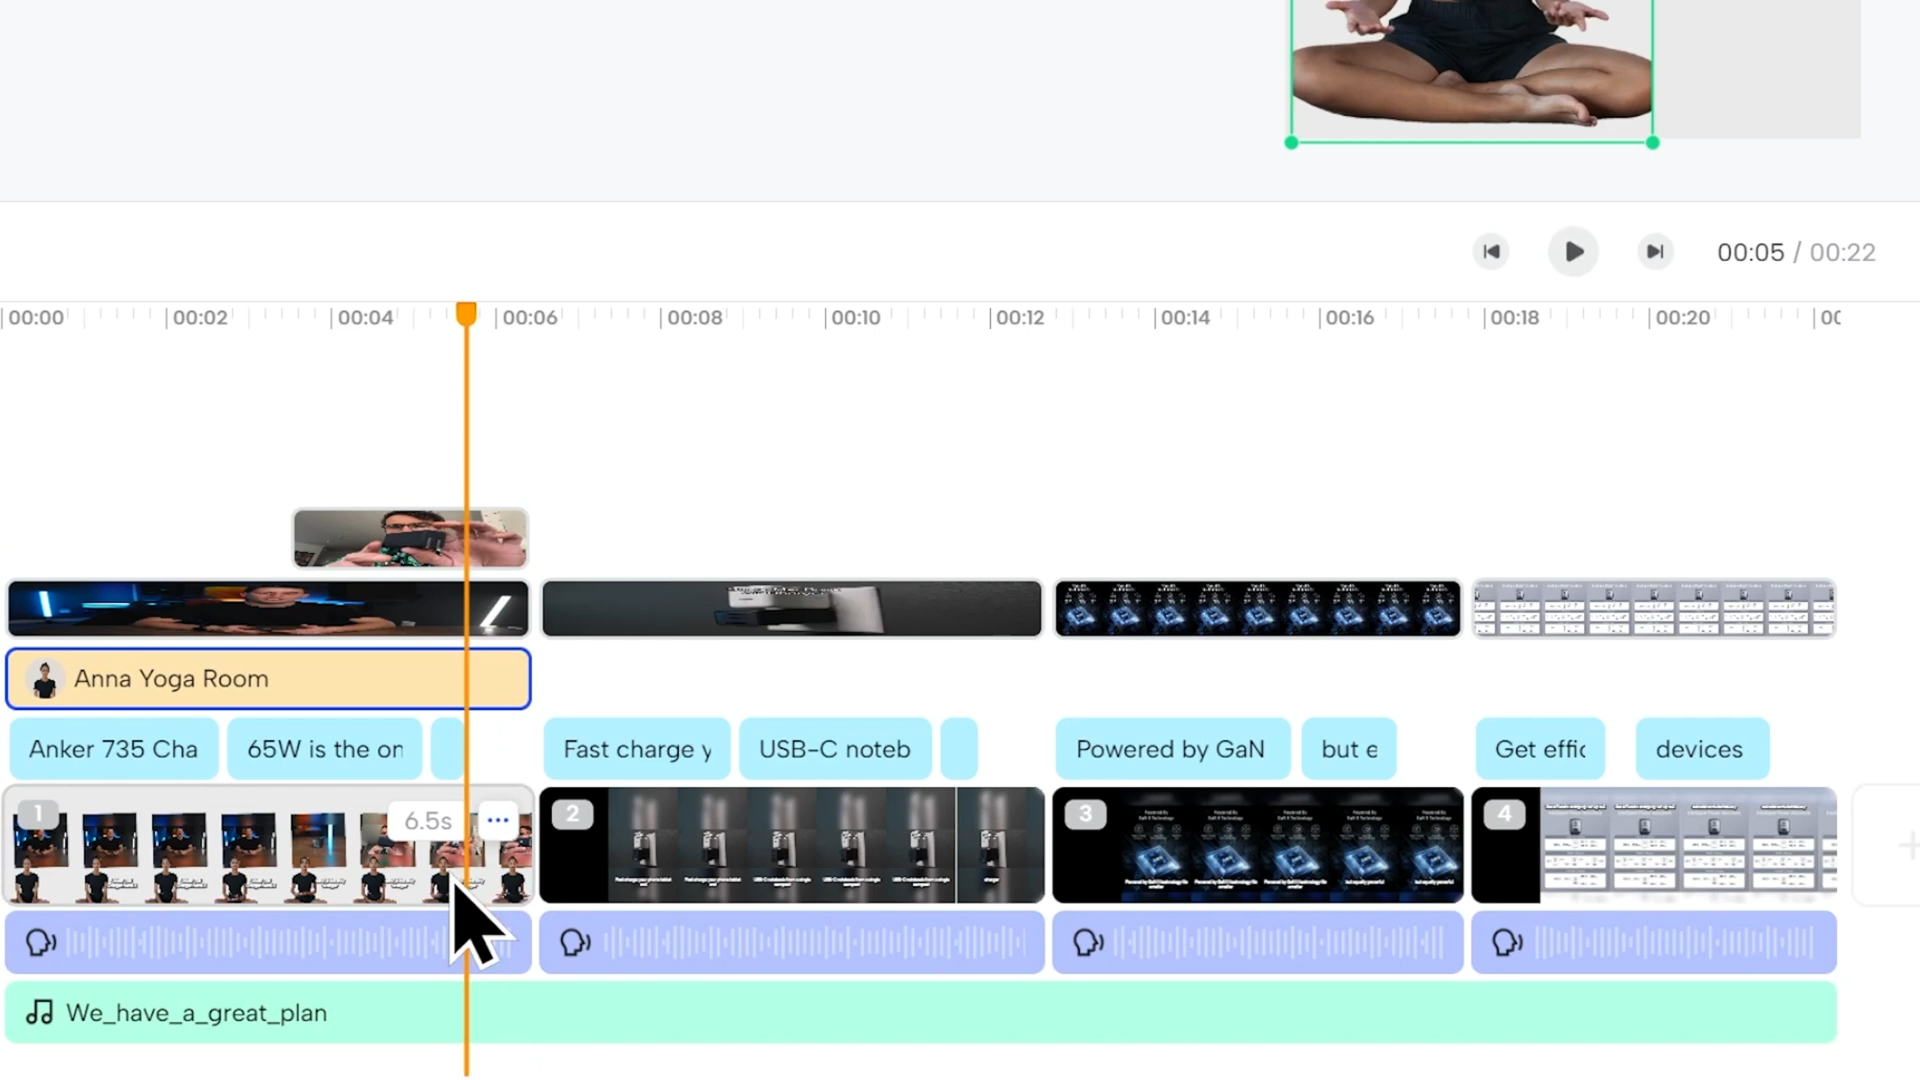 00:05 / 00:22
00:00 00:02 00:04 00:06 00:08 00:10 00:12 00:14 00:16 00:18 00:20 00
Anna Yoga Room
Anker 735 Cha 65W is the on Fast charge y USB-C noteb Powered by GaN but e Get effic devices
1 6.5s 2 3 4
We_have_a_great_plan